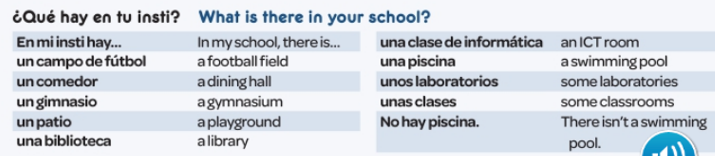 ¿Qué hay en tu insti? What is there in your school?
En mi insti hay... In my school, there is...
un campo de fútbol a football field
un comedor a dining hall
un gimnasio a gymnasium
un patio a playground
una biblioteca a library
una clase de informática an ICT room
una piscina a swimming pool
unos laboratorios some laboratories
unas clases some classrooms
No hay piscina. There isn't a swimming
pool.